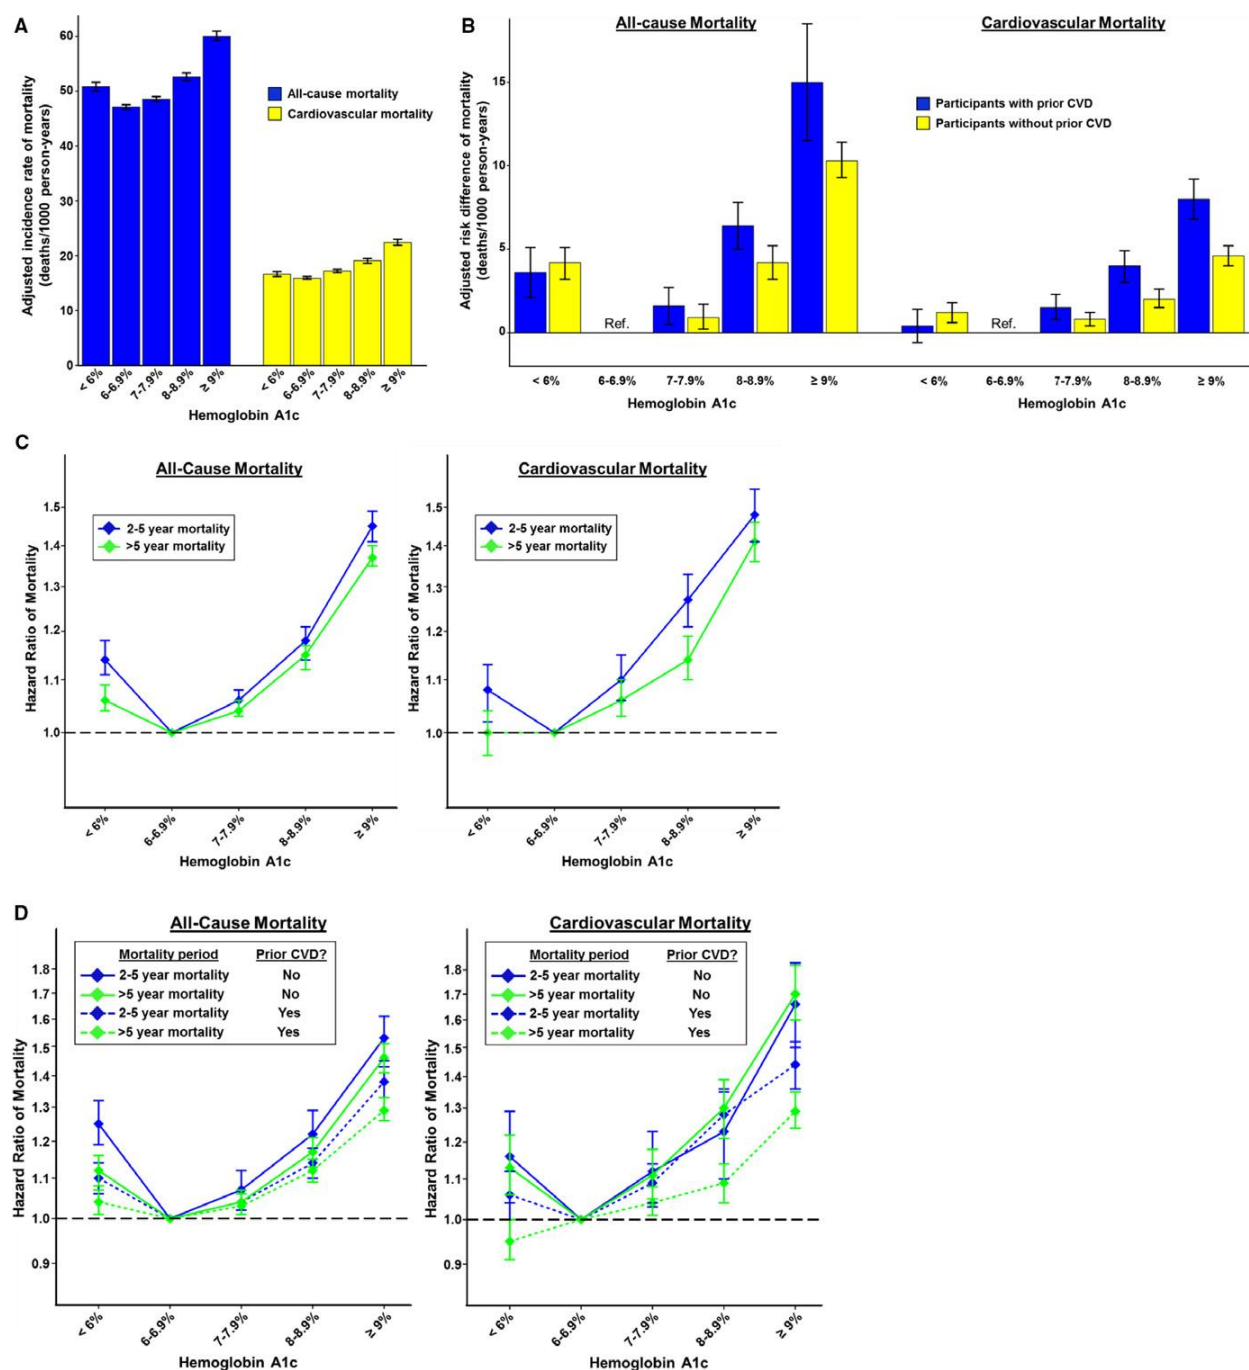 A
Adjusted incidence rate of mortality
(deaths/1000 person-years)
60
50
40
30
20
10
0
All-cause mortality
Cardiovascular mortality
< 6%
6-6.9%
7-7.9%
8-8.9%
≥ 9%
< 6%
6-6.9%
7-7.9%
8-8.9%
≥ 9%
Hemoglobin A1c
B
All-cause Mortality
Cardiovascular Mortality
Adjusted risk difference of mortality
(deaths/1000 person-years)
15
10
5
0
Participants with prior CVD
Participants without prior CVD
Ref.
Ref.
< 6%
6-6.9%
7-7.9%
8-8.9%
≥ 9%
< 6%
6-6.9%
7-7.9%
8-8.9%
≥ 9%
Hemoglobin A1c
Hemoglobin A1c
C
All-Cause Mortality
Hazard Ratio of Mortality
1.5
1.4
1.3
1.2
1.1
1.0
2-5 year mortality
>5 year mortality
< 6%
6-6.9%
7-7.9%
8-8.9%
≥ 9%
Hemoglobin A1c
Cardiovascular Mortality
Hazard Ratio of Mortality
1.5
1.4
1.3
1.2
1.1
1.0
2-5 year mortality
>5 year mortality
< 6%
6-6.9%
7-7.9%
8-8.9%
≥ 9%
Hemoglobin A1c
D
All-Cause Mortality
Hazard Ratio of Mortality
1.8
1.7
1.6
1.5
1.4
1.3
1.2
1.1
1.0
0.9
Mortality period Prior CVD?
2-5 year mortality No
>5 year mortality No
2-5 year mortality Yes
>5 year mortality Yes
< 6%
6-6.9%
7-7.9%
8-8.9%
≥ 9%
Hemoglobin A1c
Cardiovascular Mortality
Hazard Ratio of Mortality
1.8
1.7
1.6
1.5
1.4
1.3
1.2
1.1
1.0
0.9
Mortality period Prior CVD?
2-5 year mortality No
>5 year mortality No
2-5 year mortality Yes
>5 year mortality Yes
< 6%
6-6.9%
7-7.9%
8-8.9%
≥ 9%
Hemoglobin A1c